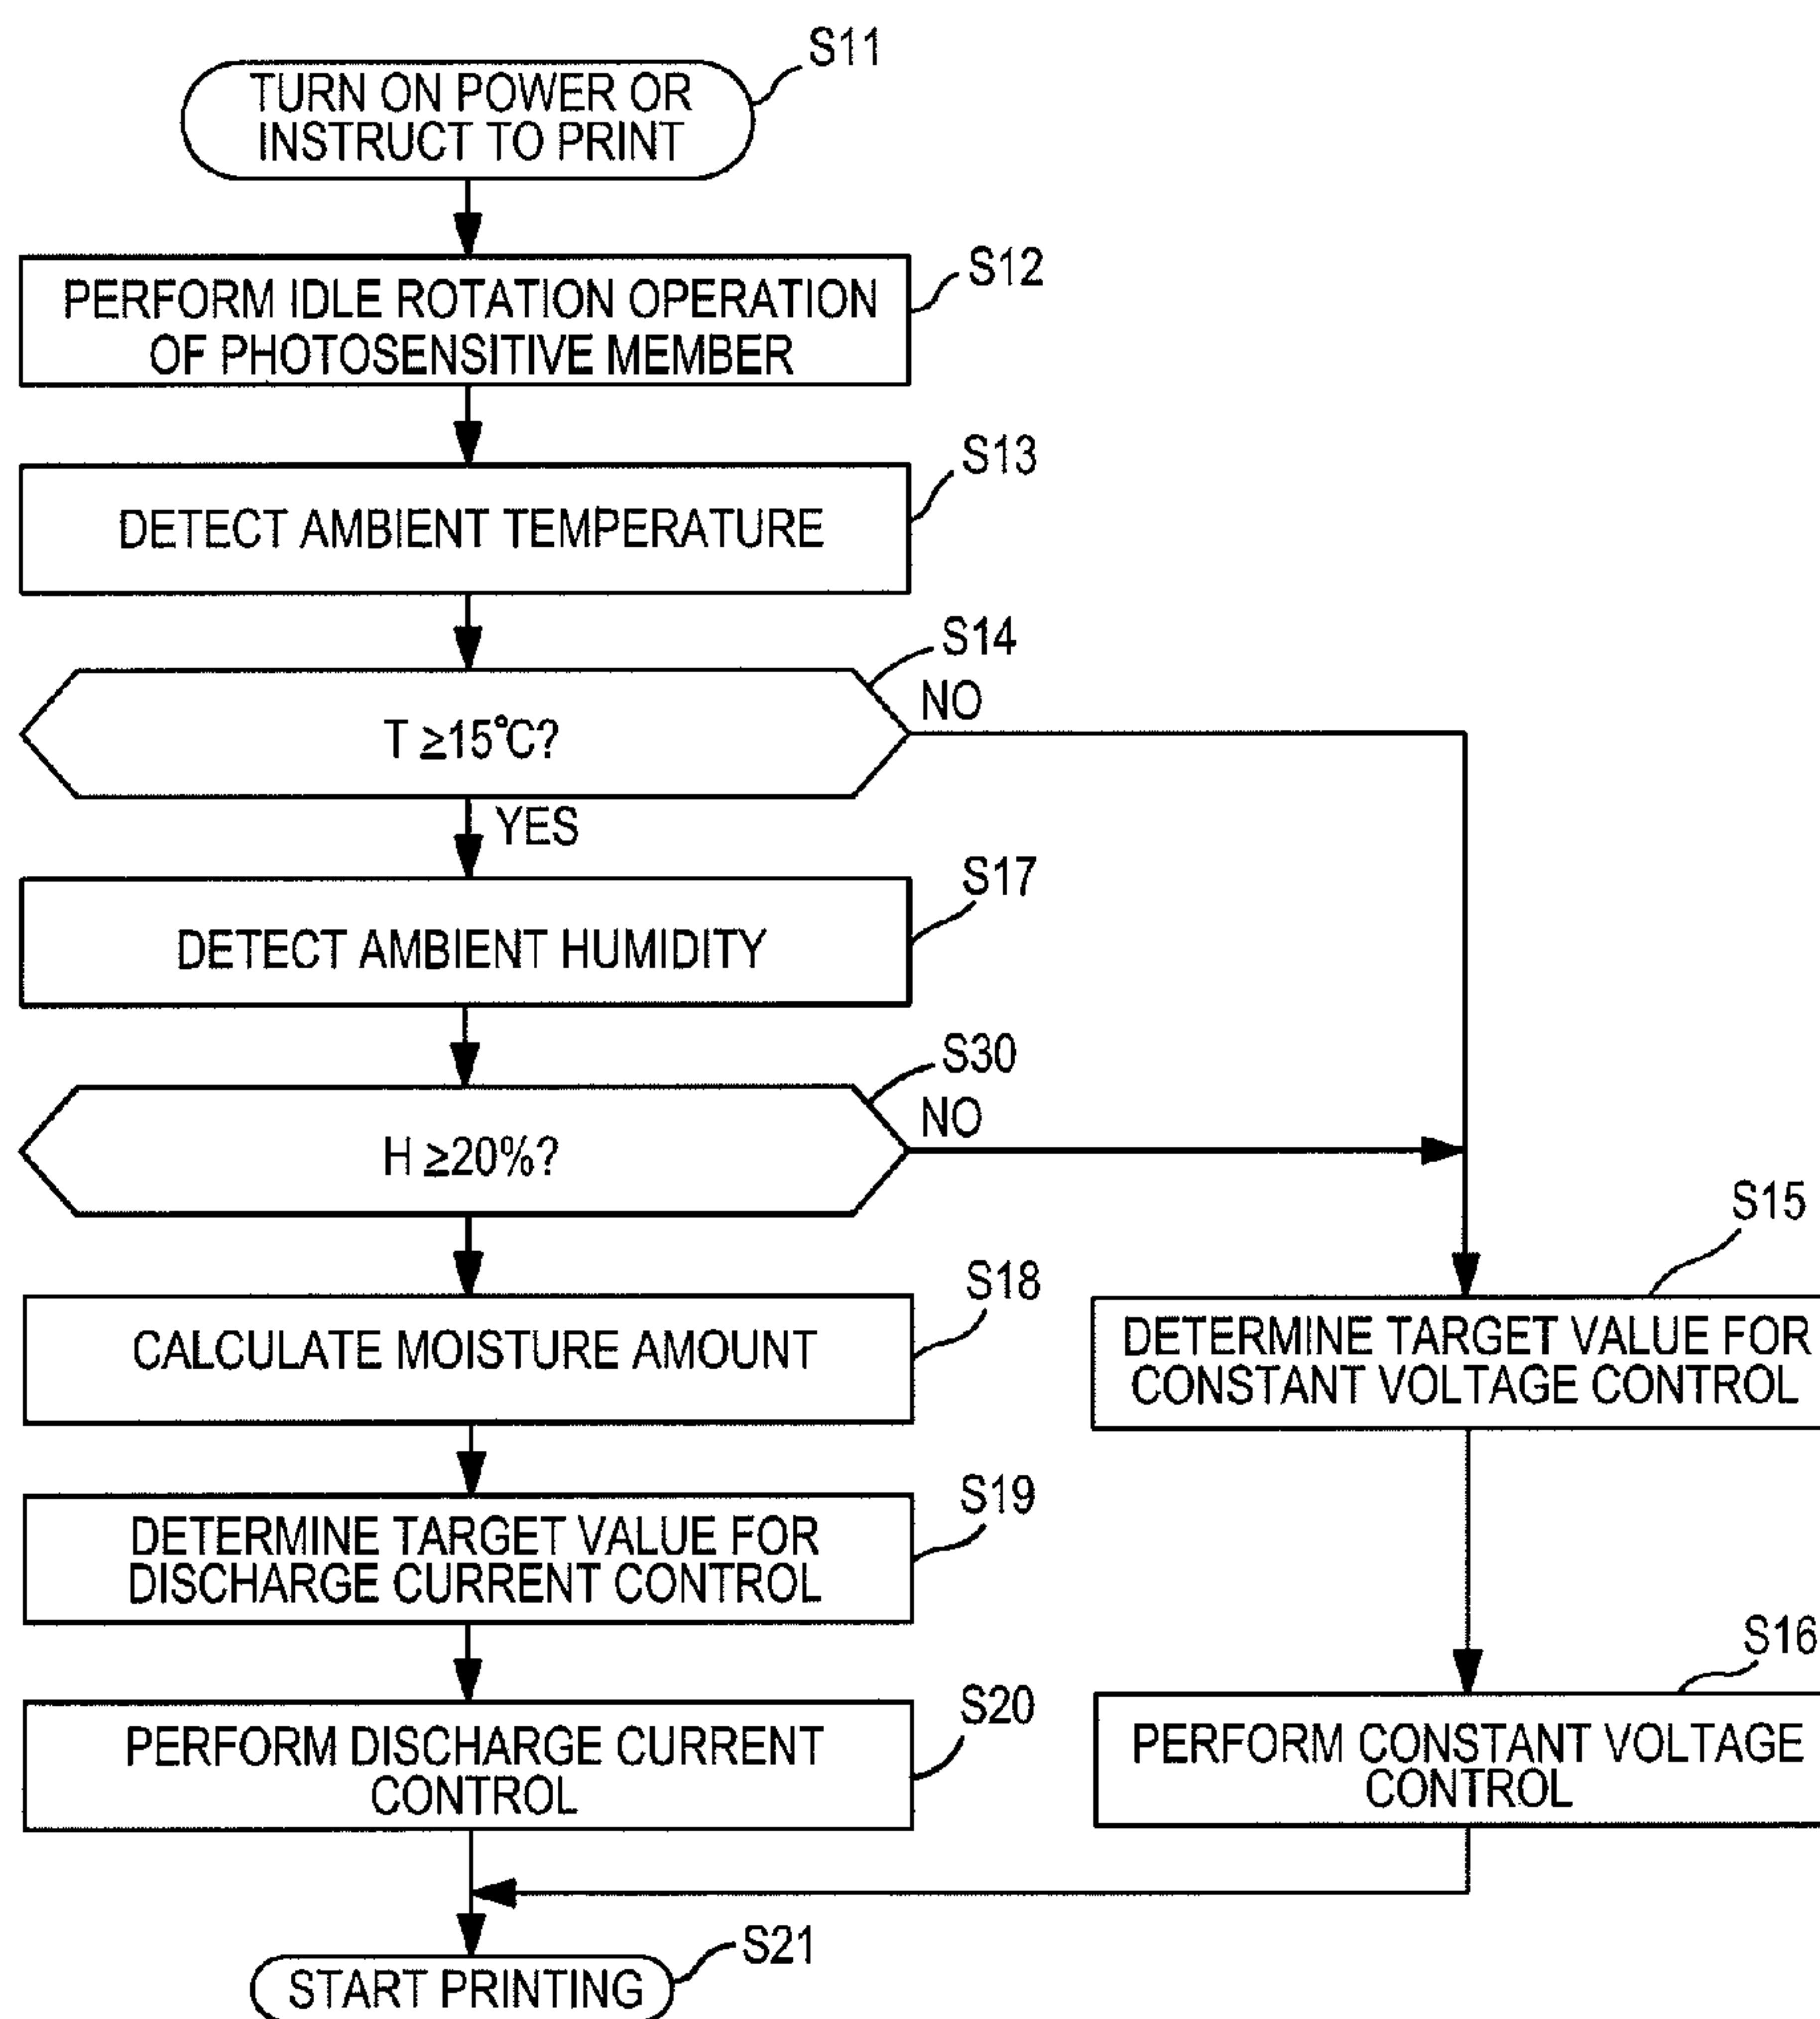 S11
TURN ON POWER OR
INSTRUCT TO PRINT
S12
PERFORM IDLE ROTATION OPERATION
OF PHOTOSENSITIVE MEMBER
S13
DETECT AMBIENT TEMPERATURE
S14
NO
T ≥15°C?
YES
S17
DETECT AMBIENT HUMIDITY
S30
NO
H ≥20%?
S15
DETERMINE TARGET VALUE FOR
CONSTANT VOLTAGE CONTROL
S18
CALCULATE MOISTURE AMOUNT
S19
DETERMINE TARGET VALUE FOR
DISCHARGE CURRENT CONTROL
S16
PERFORM CONSTANT VOLTAGE
CONTROL
S20
PERFORM DISCHARGE CURRENT
CONTROL
S21
START PRINTING